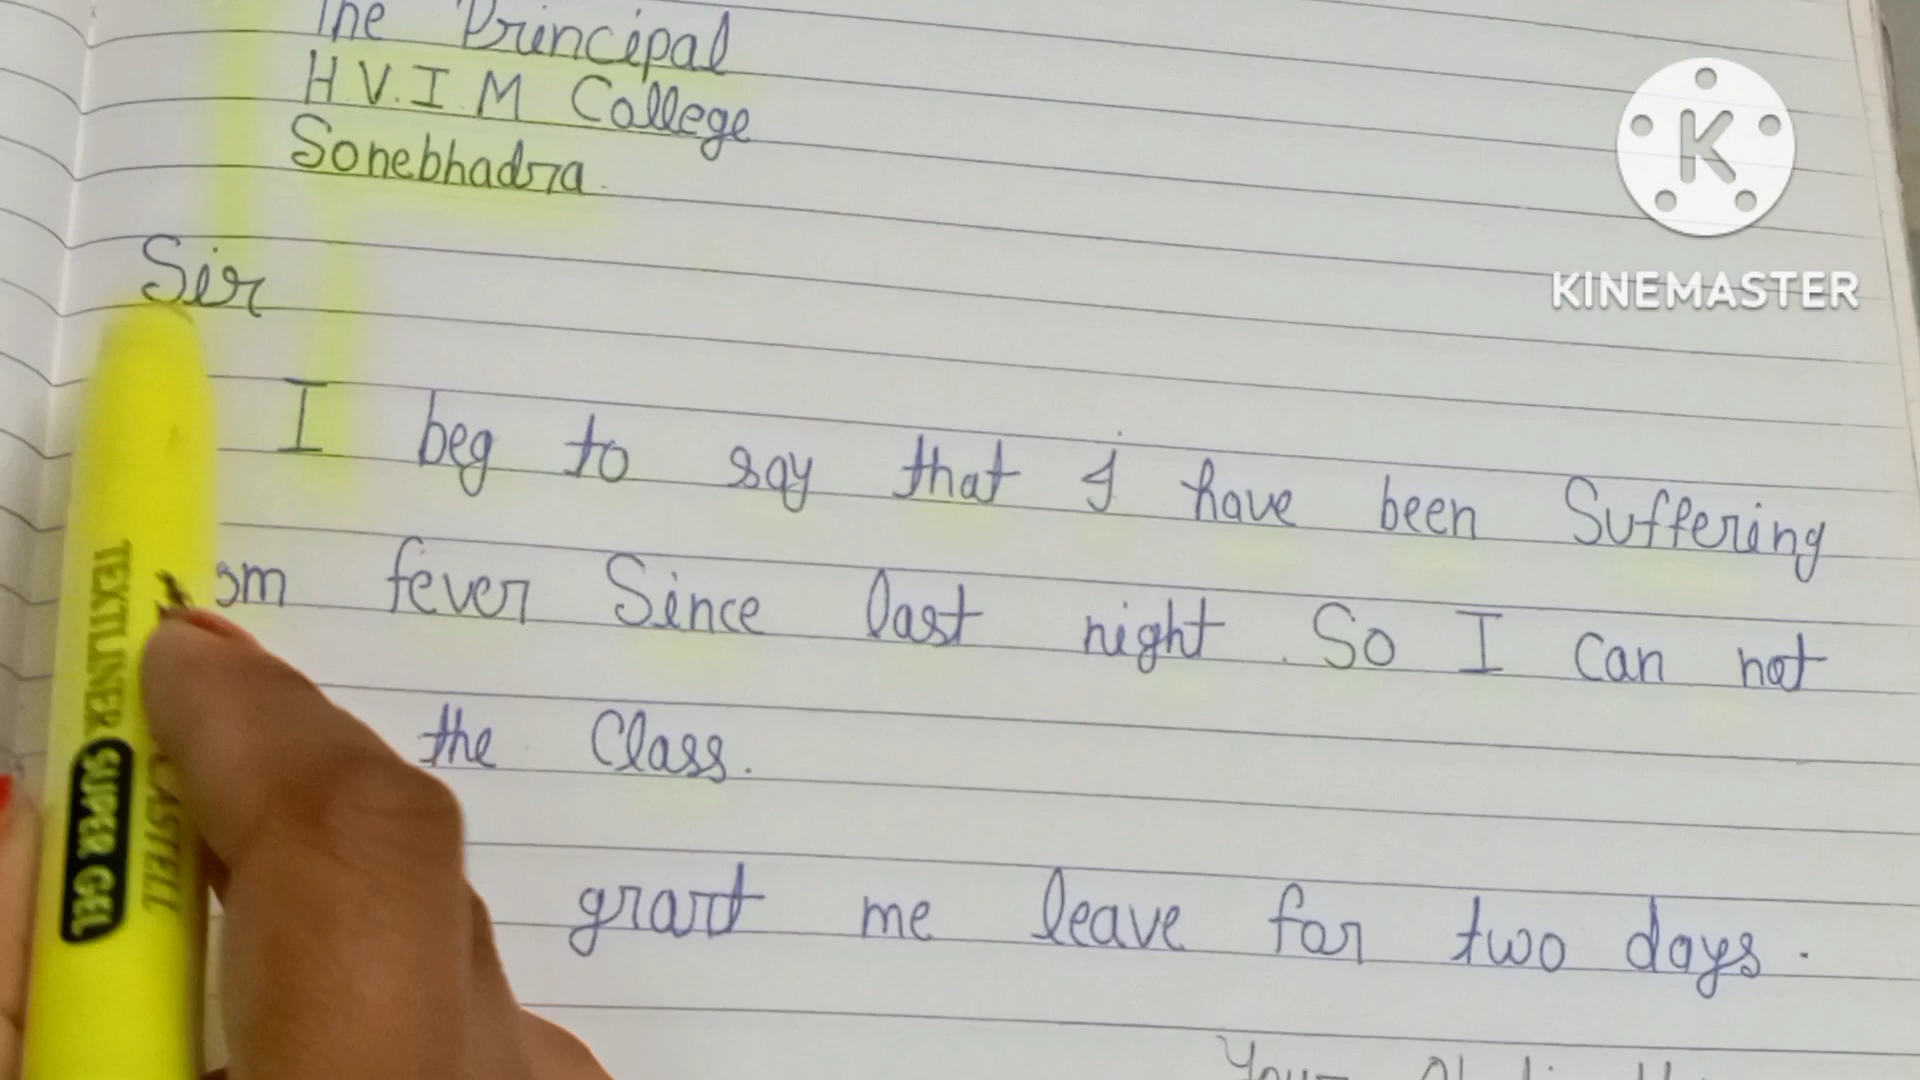 The Principal
H.V.I.M College
Sonebhadra.
Sir
I beg to say that I have been Suffering
om fever Since last night. So I can not
the Class.
grant me leave for two days.
KINEMASTER
TEXTLINER SUPER GEL